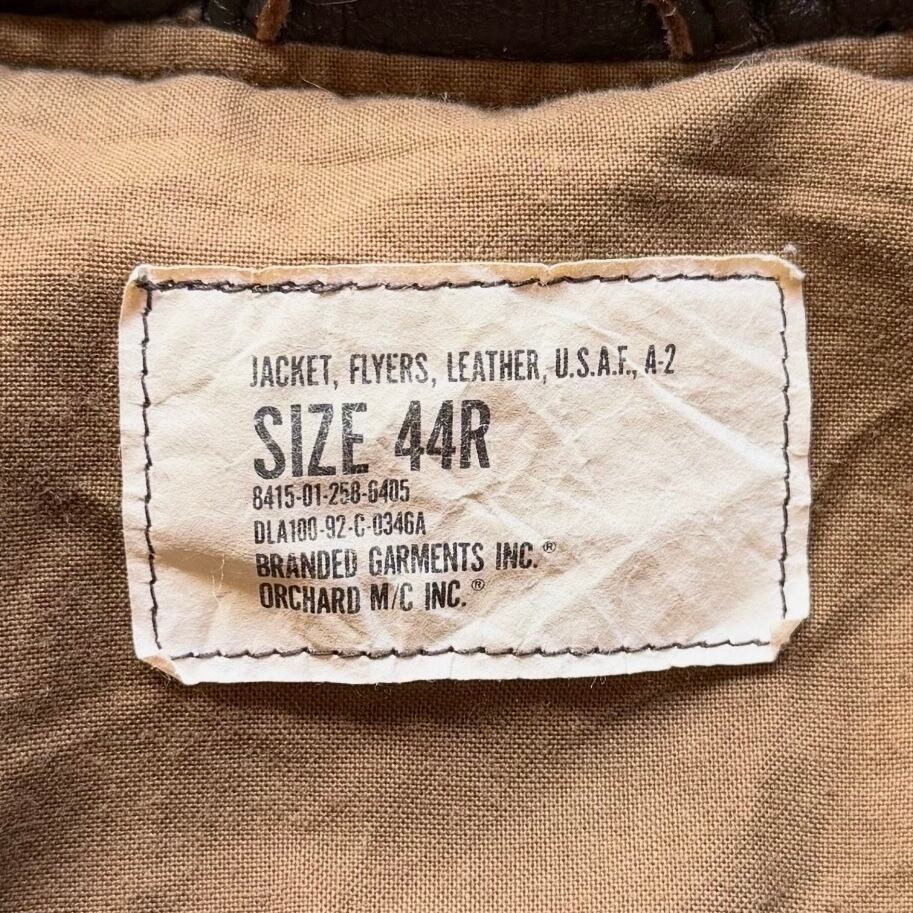 JACKET, FLYERS, LEATHER, U.S.A.F., A-2
SIZE 44R
8415-01-258-6405
DLA100-92-C-0346A
BRANDED GARMENTS INC.®
ORCHARD M/C INC.®